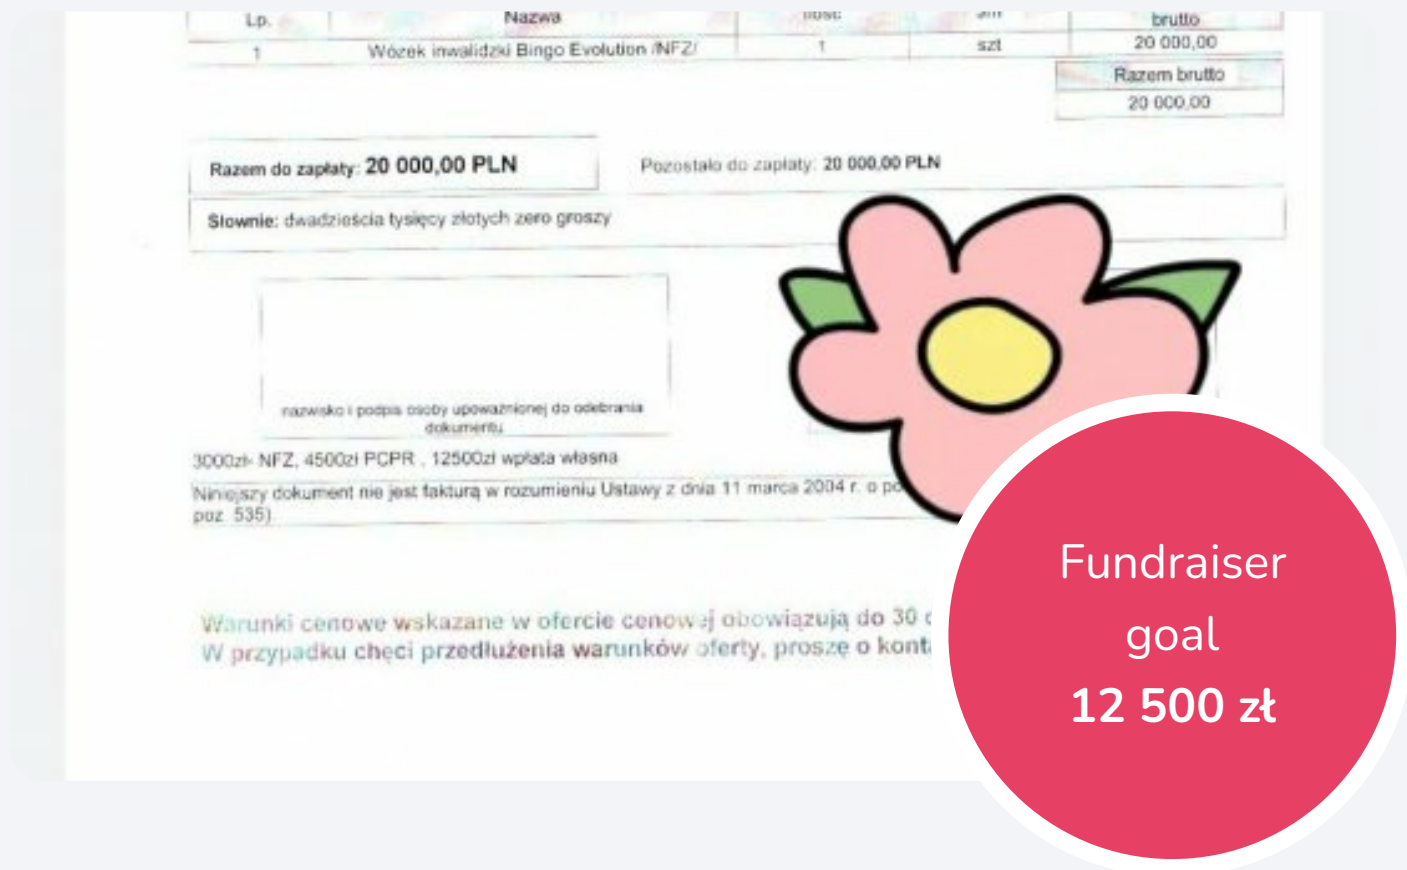 Lp. Nazwa Ilość brutto
1 Wózek inwalidzki Bingo Evolution /NFZ/ 1 szt 20 000,00
Razem brutto
20 000,00
Razem do zapłaty: 20 000,00 PLN Pozostało do zapłaty: 20 000,00 PLN
Słownie: dwadzieścia tysięcy złotych zero groszy
nazwisko i podpis osoby upoważnionej do odebrania
dokumentu
3000zł- NFZ, 4500zł PCPR , 12500zł wpłata własna
Niniejszy dokument nie jest fakturą w rozumieniu Ustawy z dnia 11 marca 2004 r. o
poz. 535)
Warunki cenowe wskazane w ofercie cenowej obowiązują do 30
W przypadku chęci przedłużenia warunków oferty, proszę o
Fundraiser
goal
12 500 zł